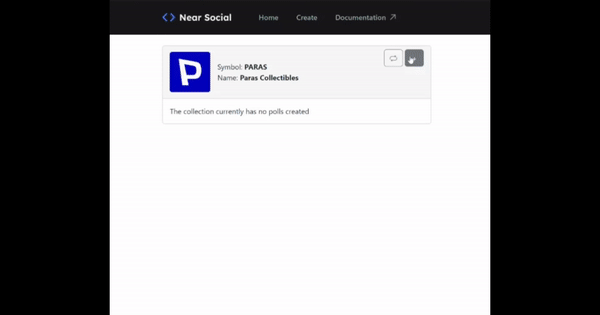 Near Social
Home
Create
Documentation
P
Symbol: PARAS
Name: Paras Collectibles
The collection currently has no polls created